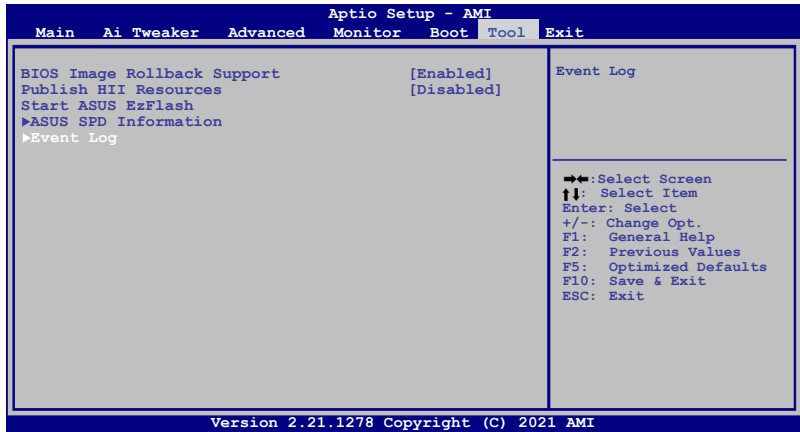 Aptio Setup - AMI
Main Ai Tweaker Advanced Monitor Boot Tool Exit
BIOS Image Rollback Support [Enabled]
Publish HII Resources [Disabled]
Start ASUS EzFlash
▶ASUS SPD Information
▶Event Log
Event Log
→←:Select Screen
↑↓: Select Item
Enter: Select
+/-: Change Opt.
F1: General Help
F2: Previous Values
F5: Optimized Defaults
F10: Save & Exit
ESC: Exit
Version 2.21.1278 Copyright (C) 2021 AMI